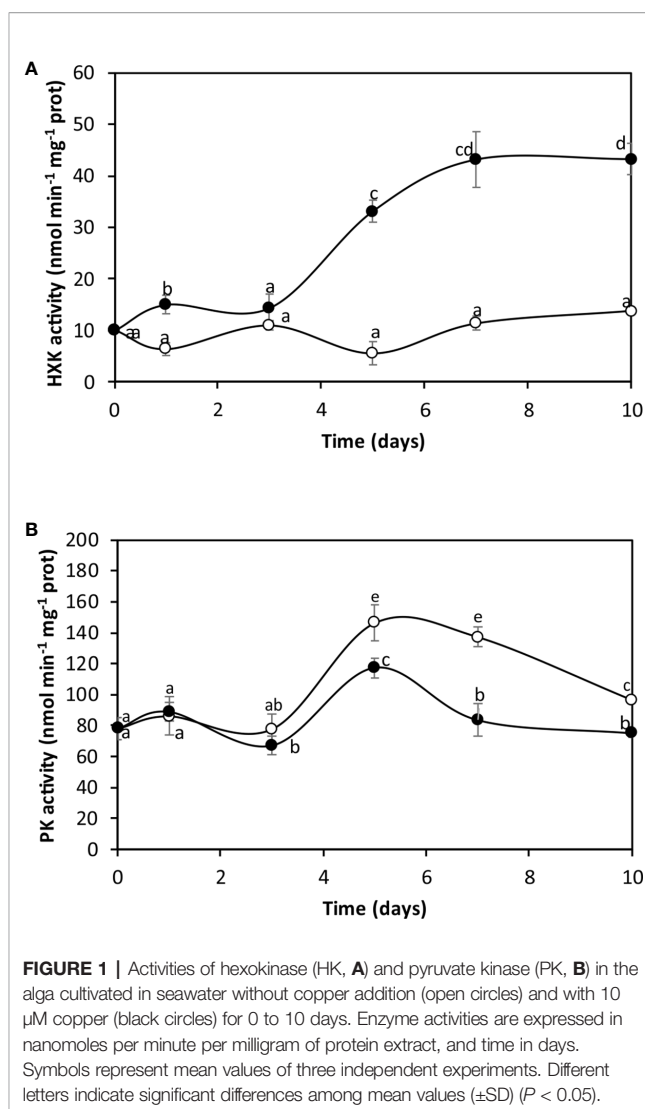 A
HXK activity (nmol min-1 mg-1 prot)
60
50
40
30
20
10
0
a a
b
a
a
a
c
a
cd
a
d
a
0 2 4 6 8 10
Time (days)
B
PK activity (nmol min-1 mg-1 prot)
200
180
160
140
120
100
80
60
40
20
0
a
a
a
a
ab
b
e
c
e
b
c
b
0 2 4 6 8 10
Time (days)
FIGURE 1 | Activities of hexokinase (HK, A) and pyruvate kinase (PK, B) in the
alga cultivated in seawater without copper addition (open circles) and with 10
μM copper (black circles) for 0 to 10 days. Enzyme activities are expressed in
nanomoles per minute per milligram of protein extract, and time in days.
Symbols represent mean values of three independent experiments. Different
letters indicate significant differences among mean values (±SD) (P < 0.05).